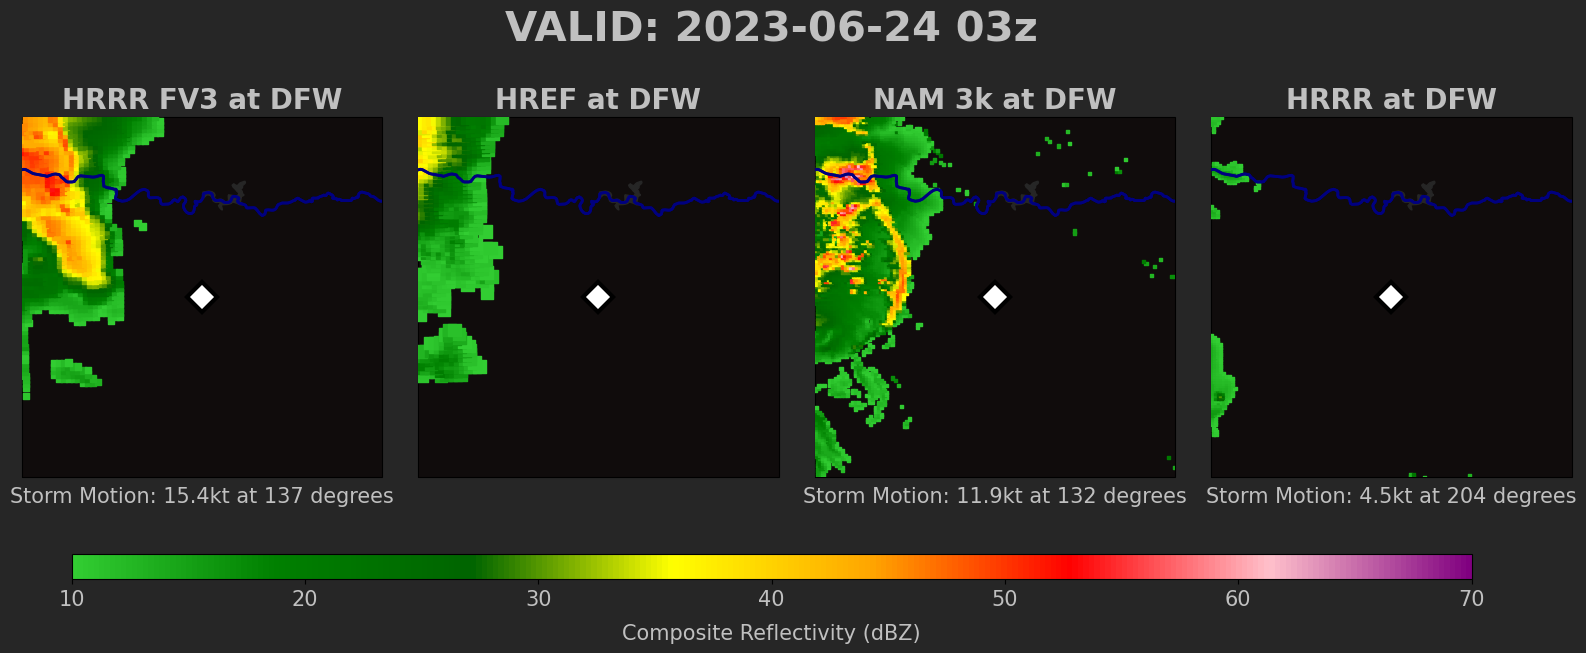 VALID: 2023-06-24 03z
HRRR FV3 at DFW
HREF at DFW
NAM 3k at DFW
HRRR at DFW
Storm Motion: 15.4kt at 137 degrees
Storm Motion: 11.9kt at 132 degrees
Storm Motion: 4.5kt at 204 degrees
10 20 30 40 50 60 70
Composite Reflectivity (dBZ)